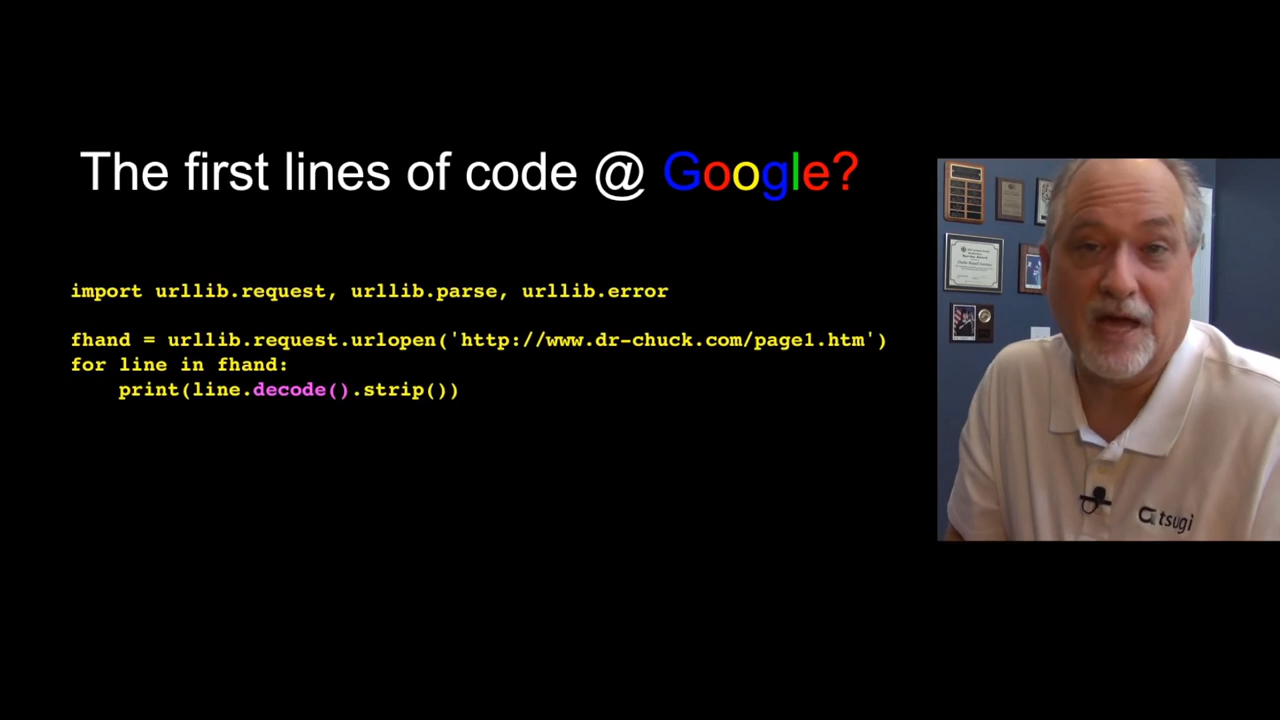 The first lines of code @ Google?
import urllib.request, urllib.parse, urllib.error
fhand = urllib.request.urlopen('http://www.dr-chuck.com/page1.htm')
for line in fhand:
    print(line.decode().strip())
tsugi